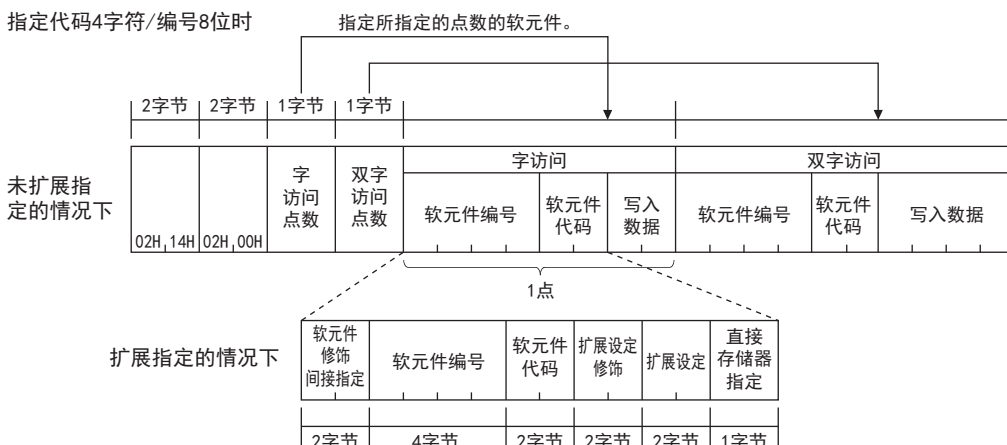 指定代码4字符/编号8位时
指定所指定的点数的软元件。
2字节 2字节 1字节 1字节
未扩展指
定的情况下
02H,14H 02H,00H
字
访问
点数
双字
访问
点数
字访问
软元件编号
软元件
代码
写入
数据
双字访问
软元件编号
软元件
代码
写入数据
1点
扩展指定的情况下
软元件
修饰
间接指定
软元件编号
软元件
代码
扩展设定
修饰
扩展设定
直接
存储器
指定
2字节 4字节 2字节 2字节 2字节 1字节